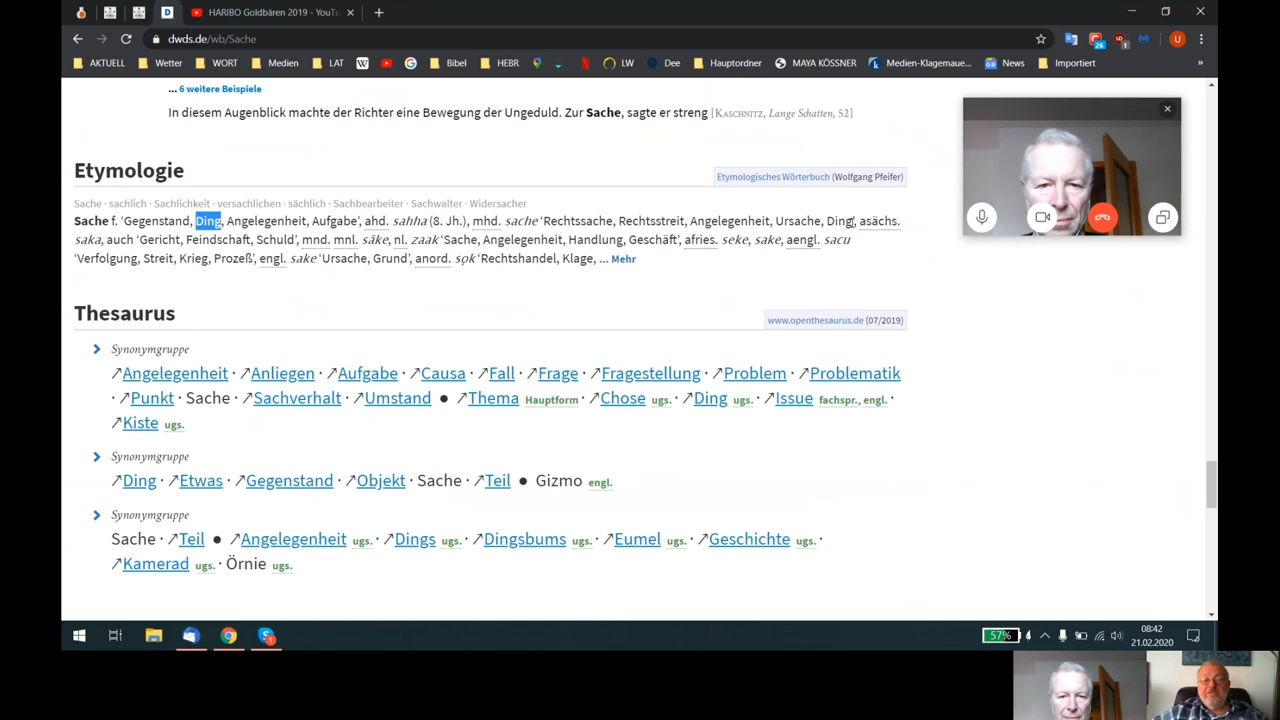 D
HARIBO Goldbären 2019 - YouTu
dwds.de/wb/Sache
26
1
U
AKTUELL Wetter WORT Medien LAT W Bibel HEBR LW Dee Hauptordner MAYA KÖSSNER Medien-Klagemaue... News Importiert »
... 6 weitere Beispiele
In diesem Augenblick machte der Richter eine Bewegung der Ungeduld. Zur Sache, sagte er streng [KASCHNITZ, Lange Schatten, 52]
Etymologie
Etymologisches Wörterbuch (Wolfgang Pfeifer)
Sache · sachlich · Sachlichkeit · versachlichen · sächlich · Sachbearbeiter · Sachwalter · Widersacher
Sache f. ‘Gegenstand, Ding, Angelegenheit, Aufgabe’, ahd. sahha (8. Jh.), mhd. sache ‘Rechtssache, Rechtsstreit, Angelegenheit, Ursache, Ding’, asächs.
saka, auch ‘Gericht, Feindschaft, Schuld’, mnd. mnl. sāke, nl. zaak ‘Sache, Angelegenheit, Handlung, Geschäft’, afries. seke, sake, aengl. sacu
‘Verfolgung, Streit, Krieg, Prozeß’, engl. sake ‘Ursache, Grund’, anord. sǫk ‘Rechtshandel, Klage, ... Mehr
Thesaurus
www.openthesaurus.de (07/2019)
Synonymgruppe
↗Angelegenheit · ↗Anliegen · ↗Aufgabe · ↗Causa · ↗Fall · ↗Frage · ↗Fragestellung · ↗Problem · ↗Problematik
· ↗Punkt · Sache · ↗Sachverhalt · ↗Umstand ● ↗Thema Hauptform · ↗Chose ugs. · ↗Ding ugs. · ↗Issue fachspr., engl. ·
↗Kiste ugs.
Synonymgruppe
↗Ding · ↗Etwas · ↗Gegenstand · ↗Objekt · Sache · ↗Teil ● Gizmo engl.
Synonymgruppe
Sache · ↗Teil ● ↗Angelegenheit ugs. · ↗Dings ugs. · ↗Dingsbums ugs. · ↗Eumel ugs. · ↗Geschichte ugs. ·
↗Kamerad ugs. · Örnie ugs.
57%
08:42
21.02.2020